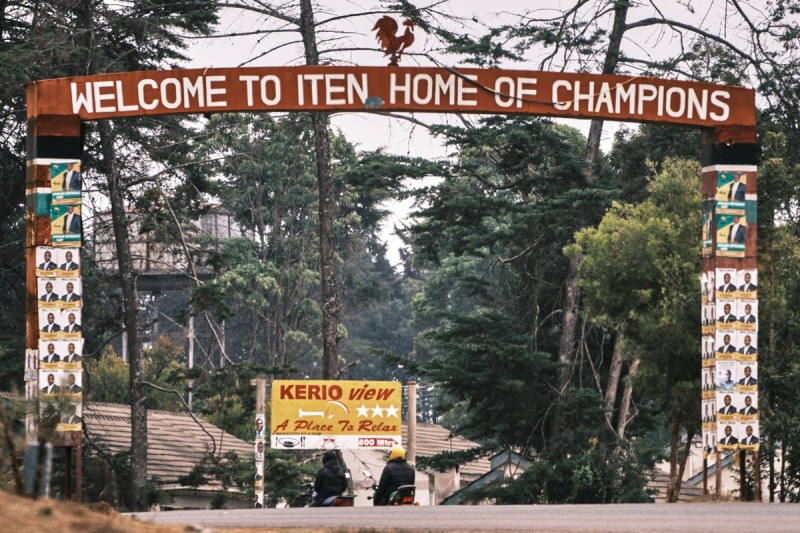 WELCOME TO ITEN HOME OF CHAMPIONS
KERIO view
A Place To Relax
800 Mtrs